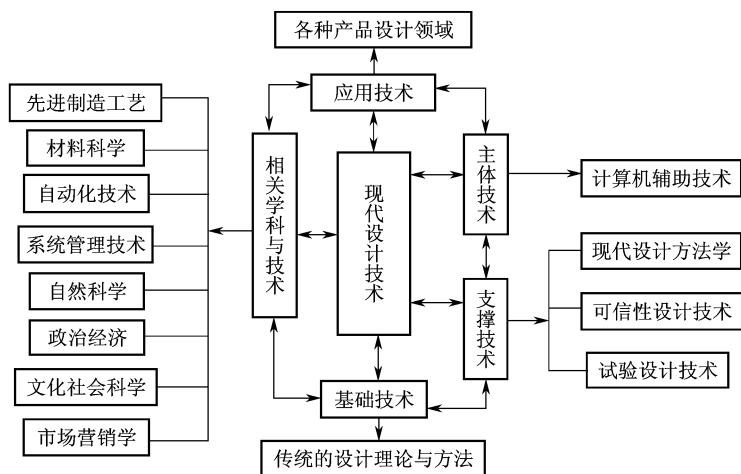 各种产品设计领域
应用技术
先进制造工艺
材料科学
自动化技术
系统管理技术
自然科学
政治经济
文化社会科学
市场营销学
相关学科与技术
现代设计技术
主体技术
支撑技术
计算机辅助技术
现代设计方法学
可信性设计技术
试验设计技术
基础技术
传统的设计理论与方法